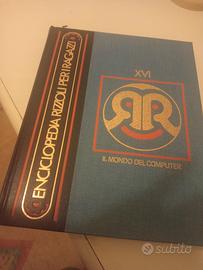 ENCICLOPEDIA RIZZOLI PER I RAGAZZI
XVI
RR
IL MONDO DEL COMPUTER
subito